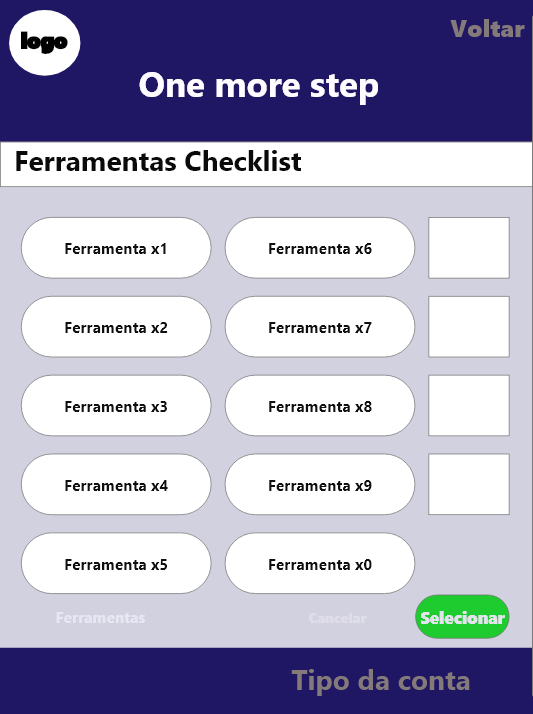 logo
Voltar
One more step
Ferramentas Checklist
Ferramenta x1
Ferramenta x6
Ferramenta x2
Ferramenta x7
Ferramenta x3
Ferramenta x8
Ferramenta x4
Ferramenta x9
Ferramenta x5
Ferramenta x0
Ferramentas
Cancelar
Selecionar
Tipo da conta